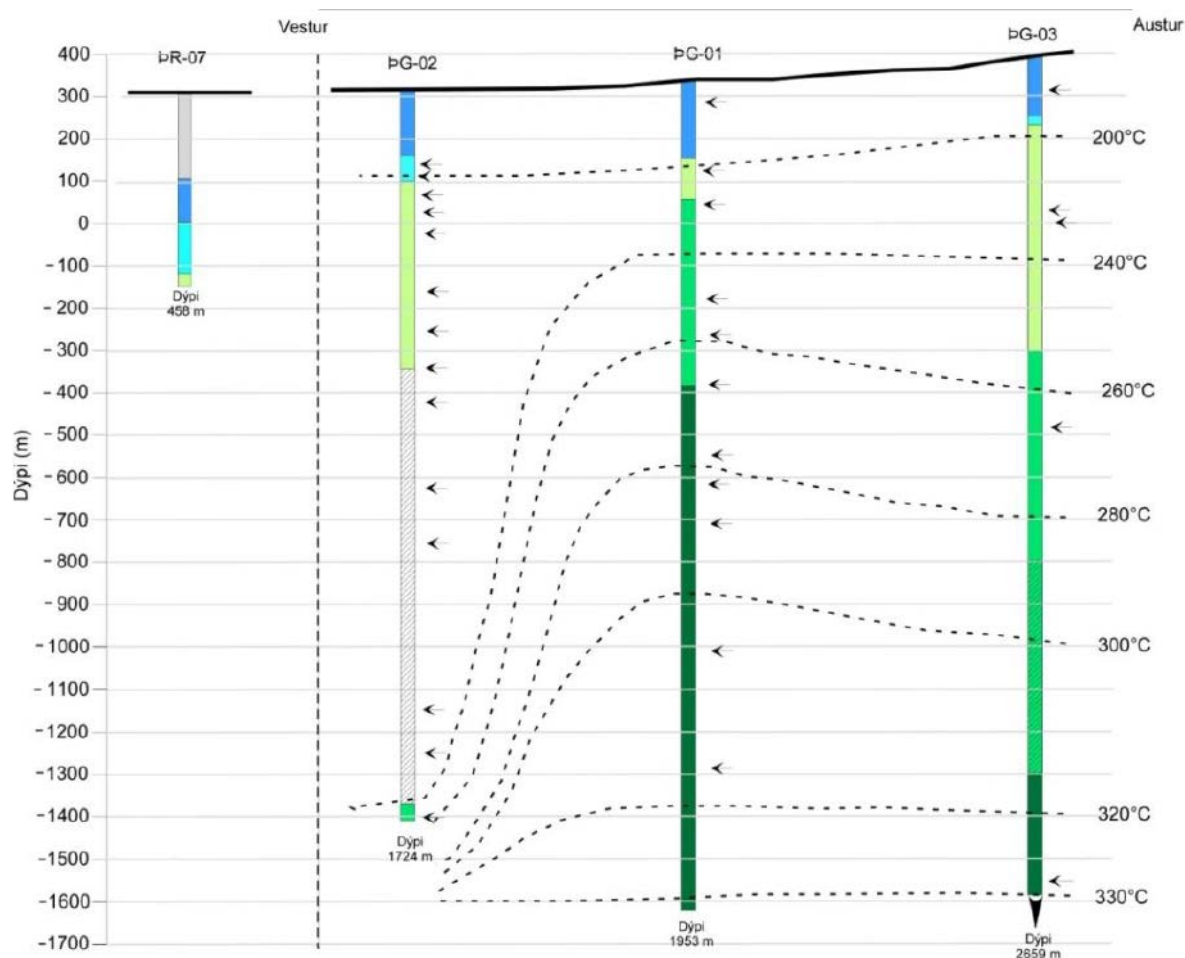 Vestur
Austur
ÞR-07
ÞG-02
ÞG-01
ÞG-03
400
300
200
100
0
-100
-200
-300
-400
-500
-600
-700
-800
-900
-1000
-1100
-1200
-1300
-1400
-1500
-1600
-1700
Dýpi (m)
200°C
240°C
260°C
280°C
300°C
320°C
330°C
Dýpi
458 m
Dýpi
1724 m
Dýpi
1953 m
Dýpi
2659 m